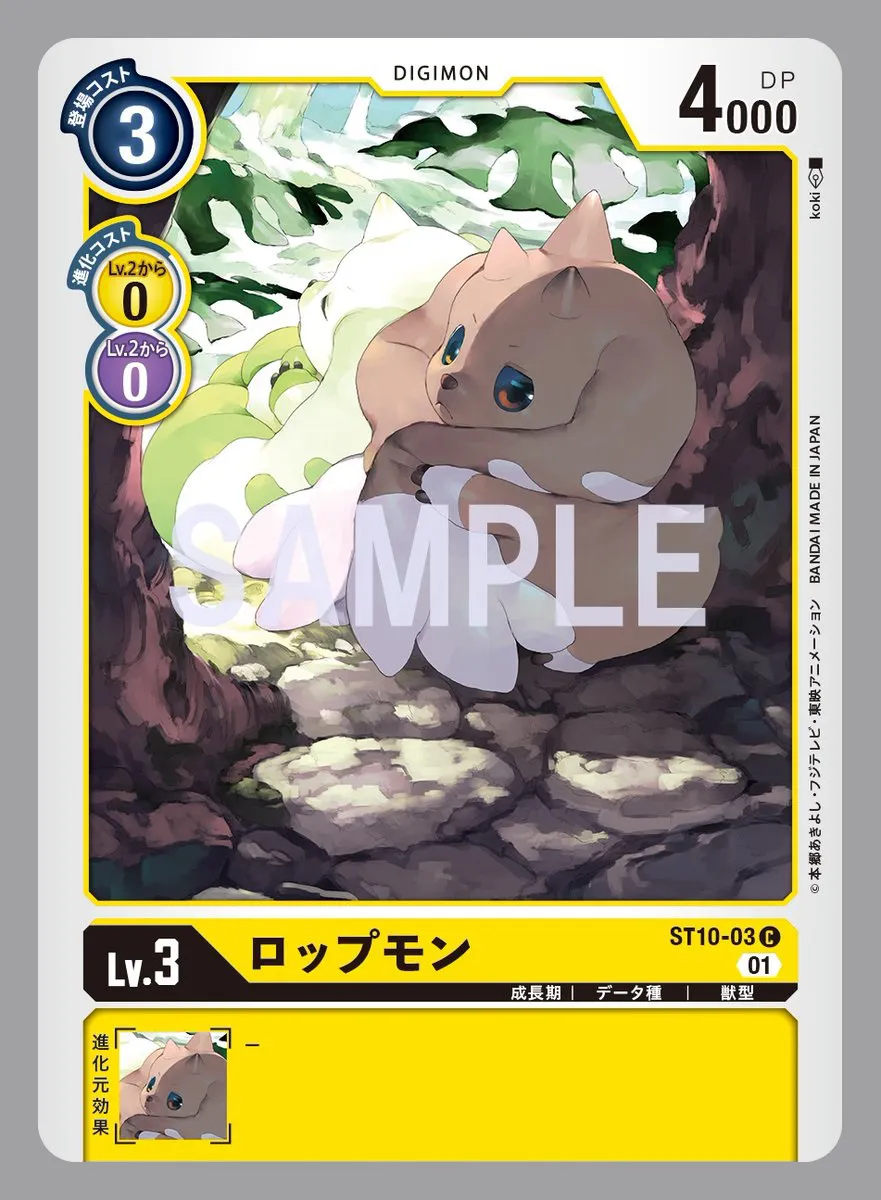 DIGIMON
登場コスト
3
4000
DP
進化コスト
Lv.2から
0
Lv.2から
0
koki
SAMPLE
© 本郷あきよし・フジテレビ・東映アニメーション BANDAI MADE IN JAPAN
Lv.3
ロップモン
ST10-03 C
01
成長期 | データ種 | 獣型
進化元効果
–